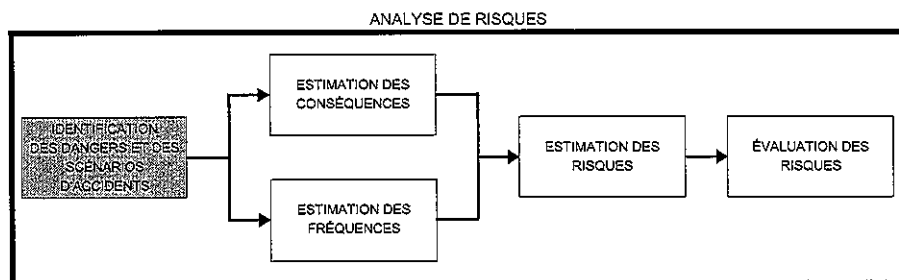 ANALYSE DE RISQUES
IDENTIFICATION
DES DANGERS ET DES
SCÉNARIOS
D'ACCIDENTS
ESTIMATION DES
CONSÉQUENCES
ESTIMATION DES
FRÉQUENCES
ESTIMATION DES
RISQUES
ÉVALUATION DES
RISQUES